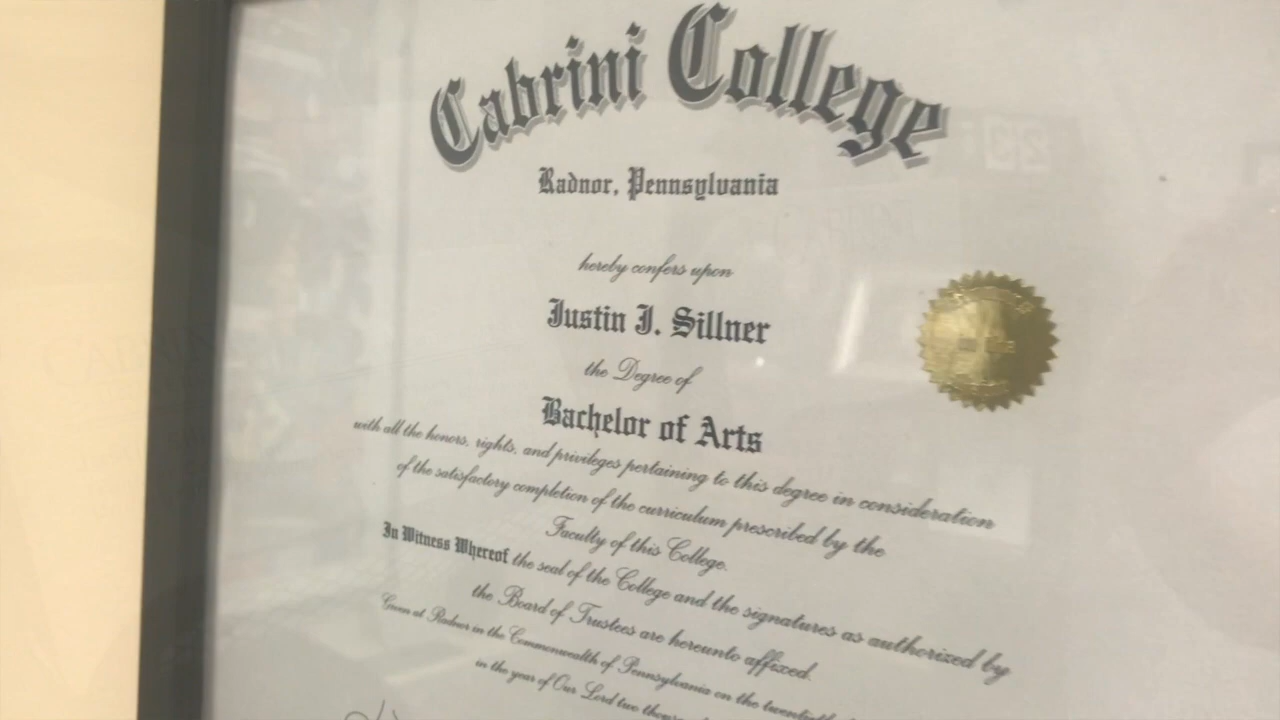 Cabrini College
Radnor, Pennsylvania
hereby confers upon
Justin J. Sillner
the Degree of
Bachelor of Arts
with all the honors, rights, and privileges pertaining to this degree in consideration
of the satisfactory completion of the curriculum prescribed by the
Faculty of this College.
In Witness Whereof the seal of the College and the signatures as authorized by
the Board of Trustees are hereunto affixed.
Given at Radnor in the Commonwealth of Pennsylvania on the
in the year of Our Lord two